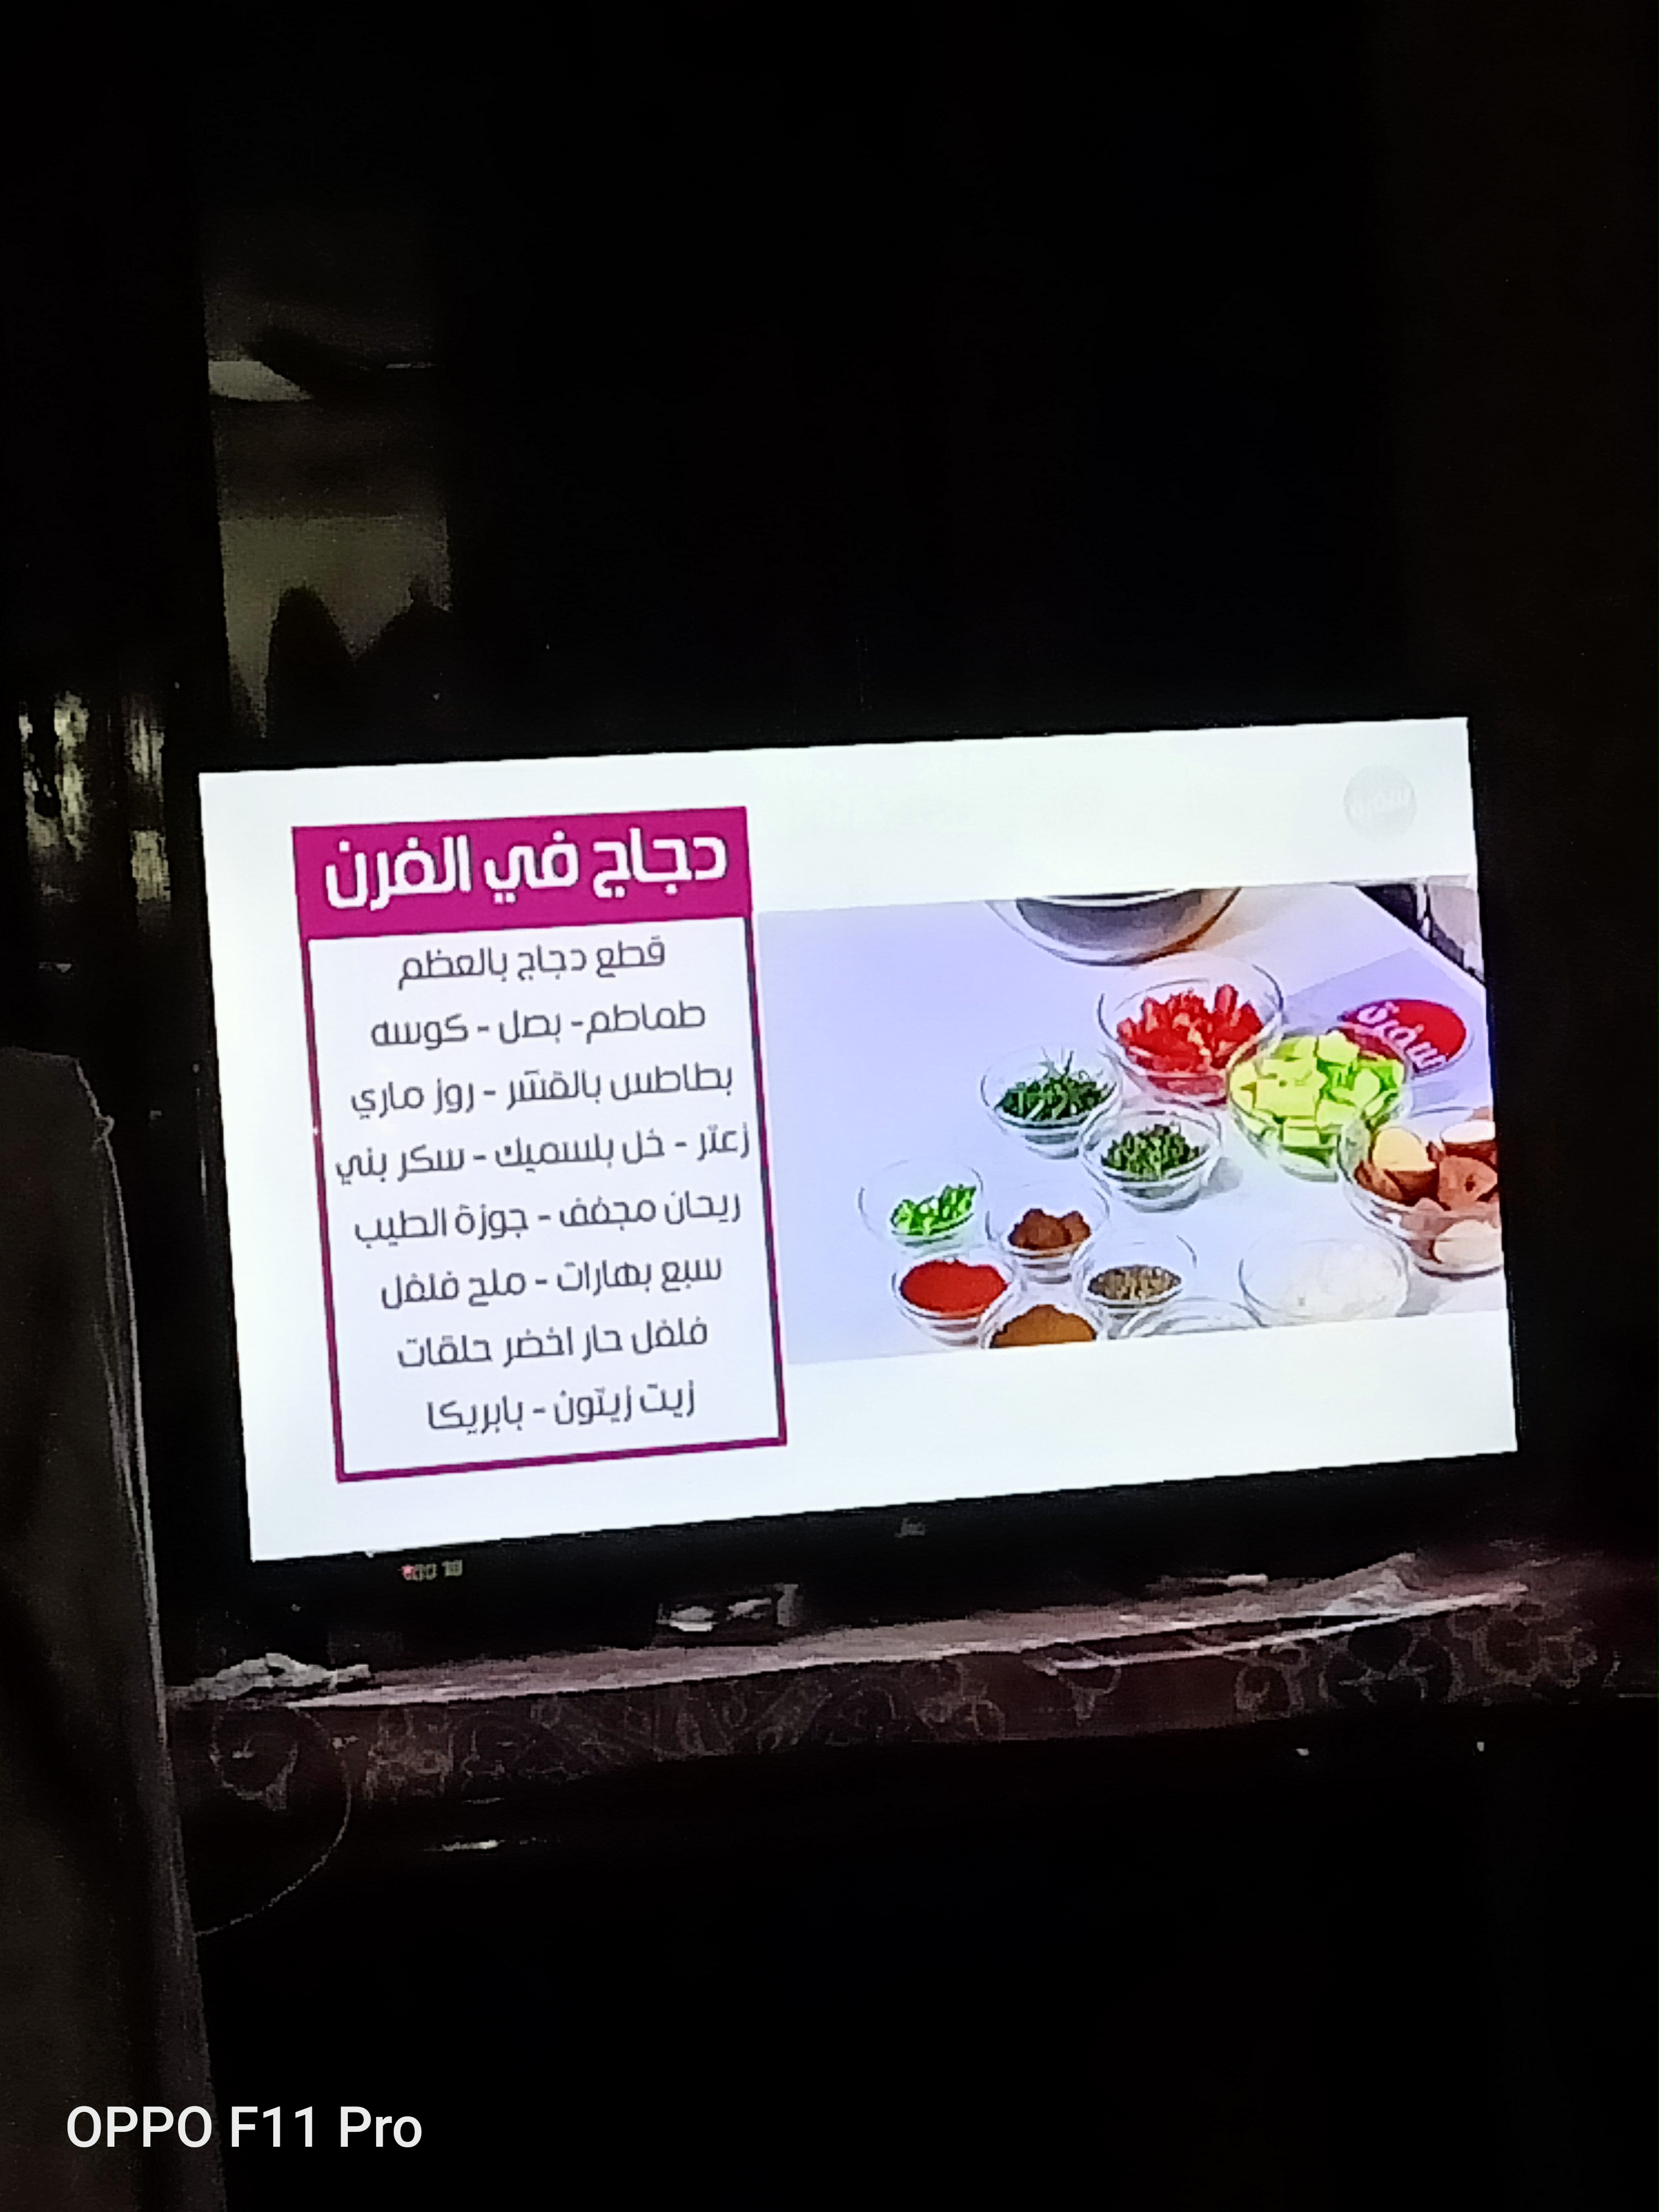 دجاج في الفرن
قطع دجاج بالعظم
طماطم- بصل - كوسه
بطاطس بالقشر - روز ماري
زعتر - خل بلسميك - سكر بني
ريحان مجفف - جوزة الطيب
سبع بهارات - ملح فلفل
فلفل حار اخضر حلقات
زيت زيتون - بابريكا
سفرة
OPPO F11 Pro